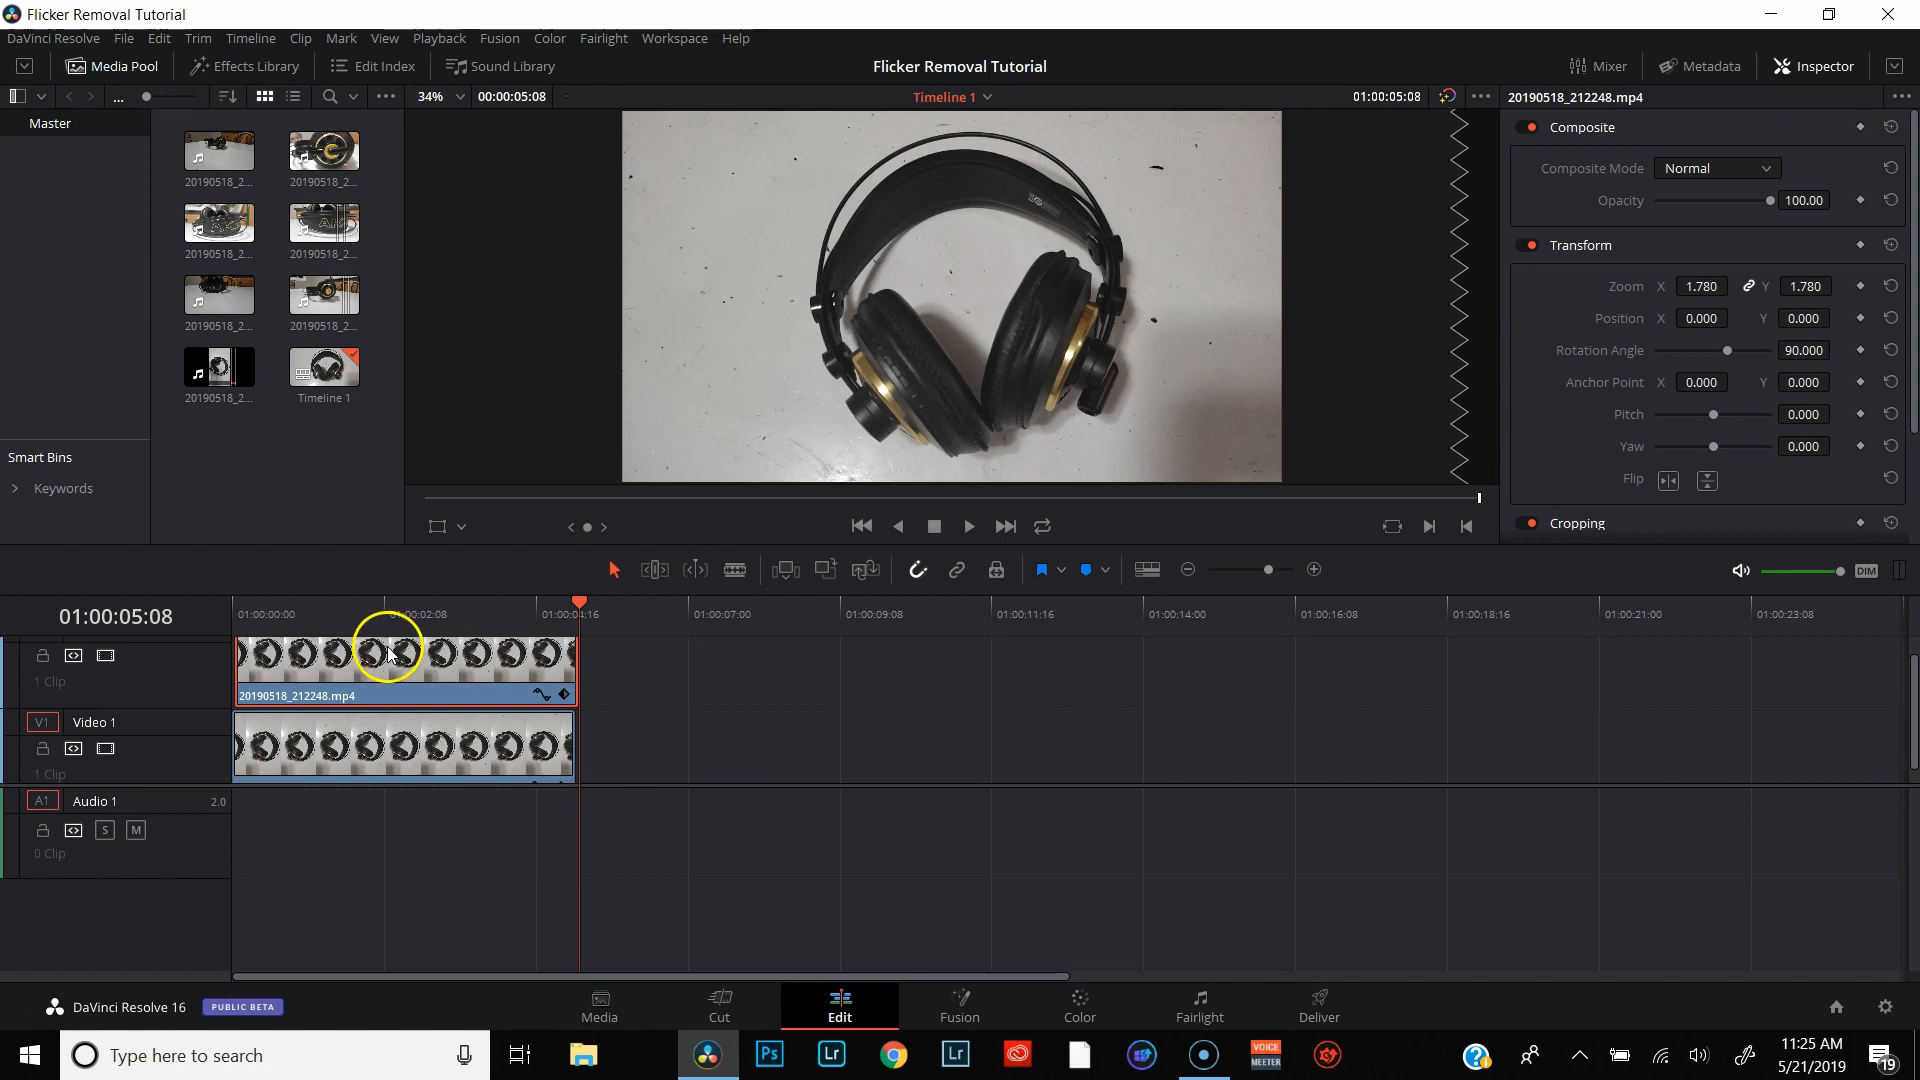 Flicker Removal Tutorial
DaVinci Resolve File Edit Trim Timeline Clip Mark View Playback Fusion Color Fairlight Workspace Help
Media Pool Effects Library Edit Index Sound Library Flicker Removal Tutorial Mixer Metadata Inspector
34% 00:00:05:08 Timeline 1 01:00:05:08 20190518_212248.mp4
Master
20190518_2... 20190518_2...
20190518_2... 20190518_2...
20190518_2... 20190518_2...
20190518_2... Timeline 1
Smart Bins
Keywords
Composite
Composite Mode Normal
Opacity 100.00
Transform
Zoom X 1.780 Y 1.780
Position X 0.000 Y 0.000
Rotation Angle 90.000
Anchor Point X 0.000 Y 0.000
Pitch 0.000
Yaw 0.000
Flip
Cropping
DIM
01:00:05:08
01:00:00:00 01:00:02:08 01:00:04:16 01:00:07:00 01:00:09:08 01:00:11:16 01:00:14:00 01:00:16:08 01:00:18:16 01:00:21:00 01:00:23:08
1 Clip
20190518_212248.mp4
V1 Video 1
1 Clip
A1 Audio 1 2.0
S M
0 Clip
DaVinci Resolve 16 PUBLIC BETA
Media Cut Edit Fusion Color Fairlight Deliver
Type here to search
Ps Lr Lr VOICE MEETER
11:25 AM
5/21/2019
19